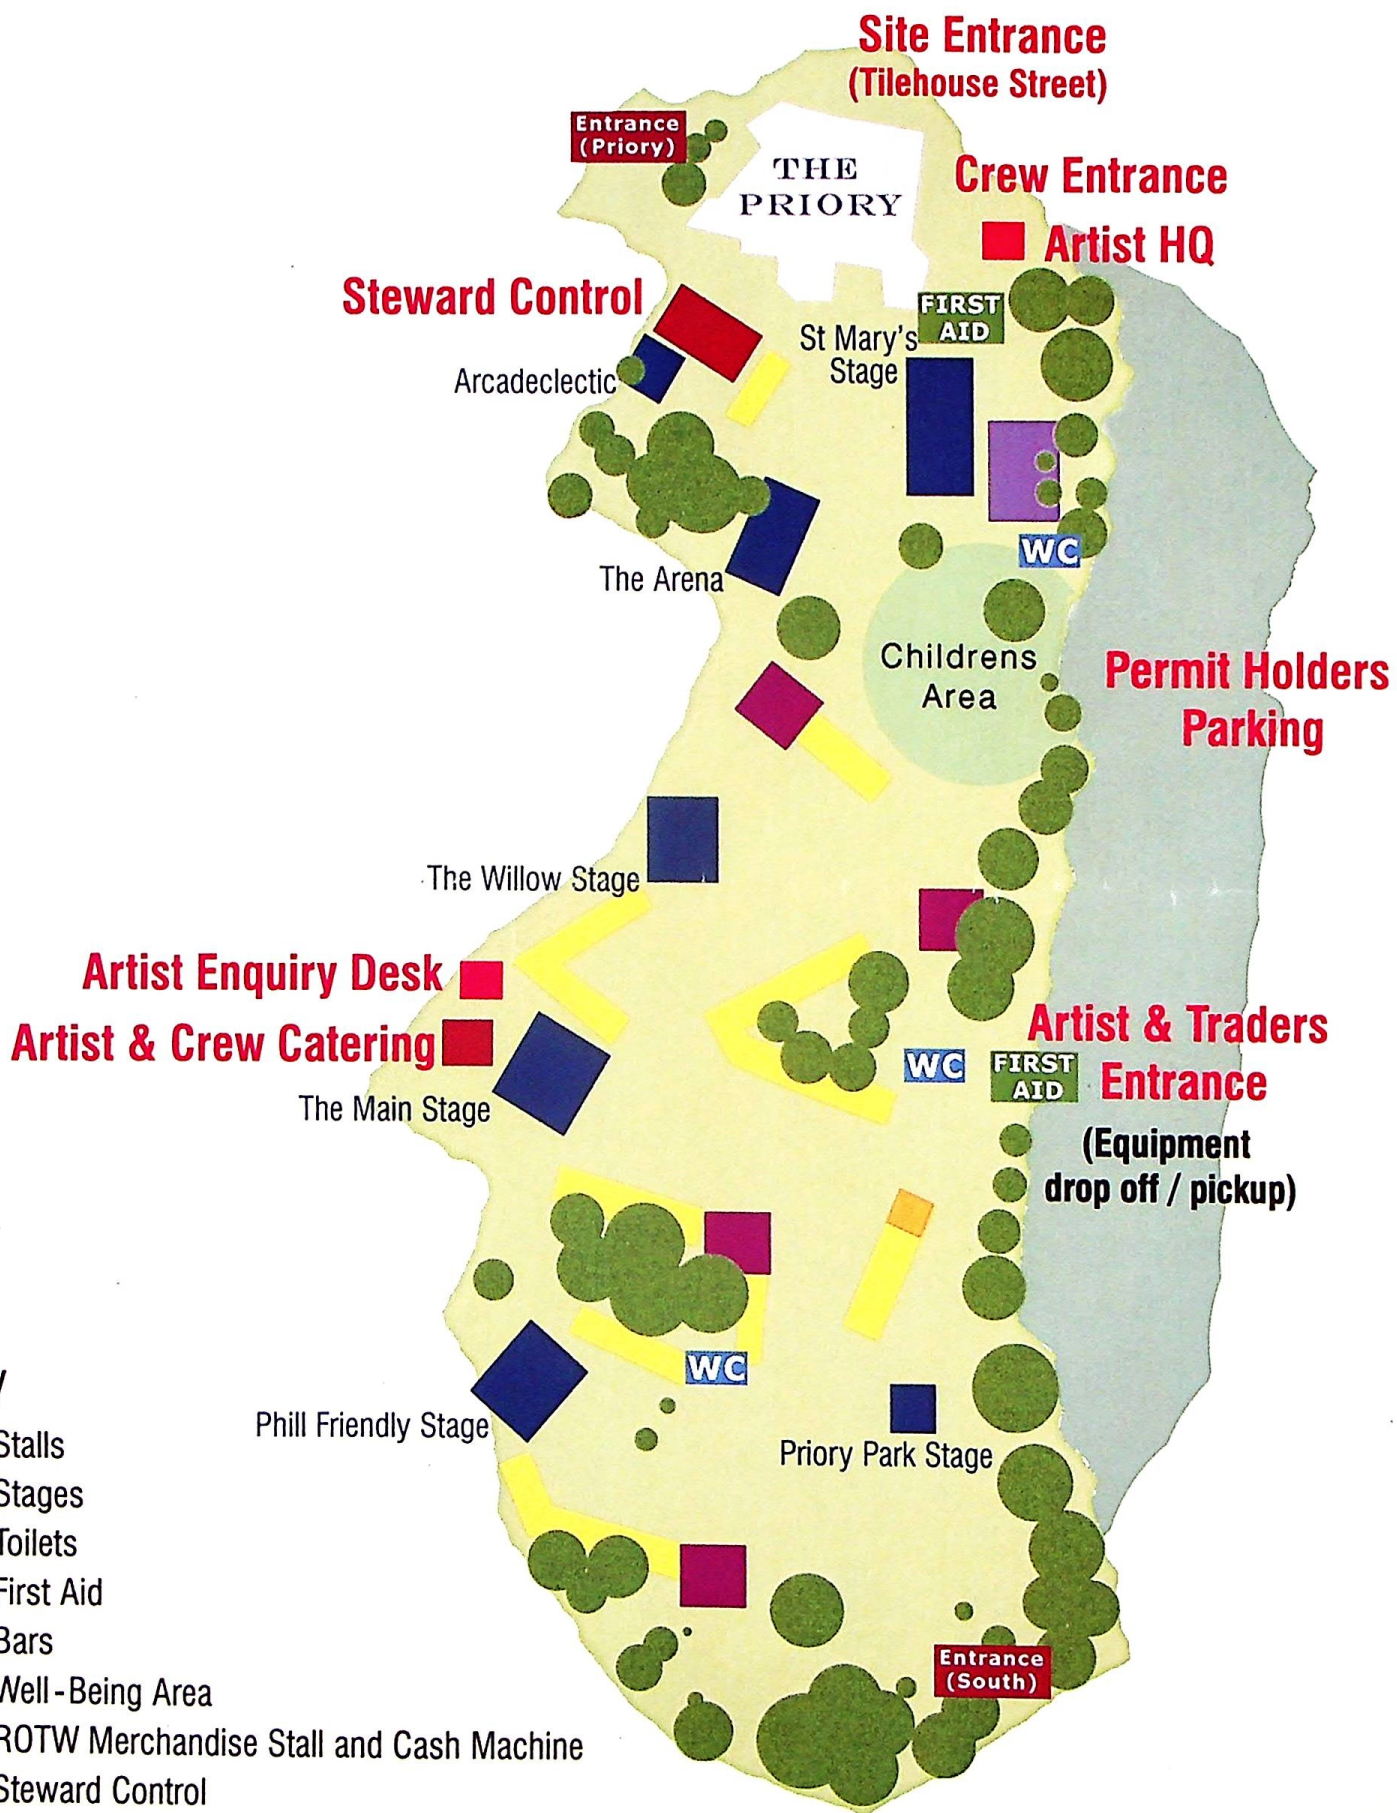 Site Entrance
(Tilehouse Street)
Entrance
(Priory)
THE
PRIORY
Crew Entrance
Artist HQ
Steward Control
FIRST
AID
St Mary's
Stage
Arcadeclectic
WC
The Arena
Childrens
Area
Permit Holders
Parking
The Willow Stage
Artist Enquiry Desk
Artist & Crew Catering
Artist & Traders
Entrance
WC
FIRST
AID
The Main Stage
(Equipment
drop off / pickup)
WC
Phill Friendly Stage
Priory Park Stage
Stalls
Stages
Toilets
First Aid
Bars
Well-Being Area
ROTW Merchandise Stall and Cash Machine
Steward Control
Entrance
(South)